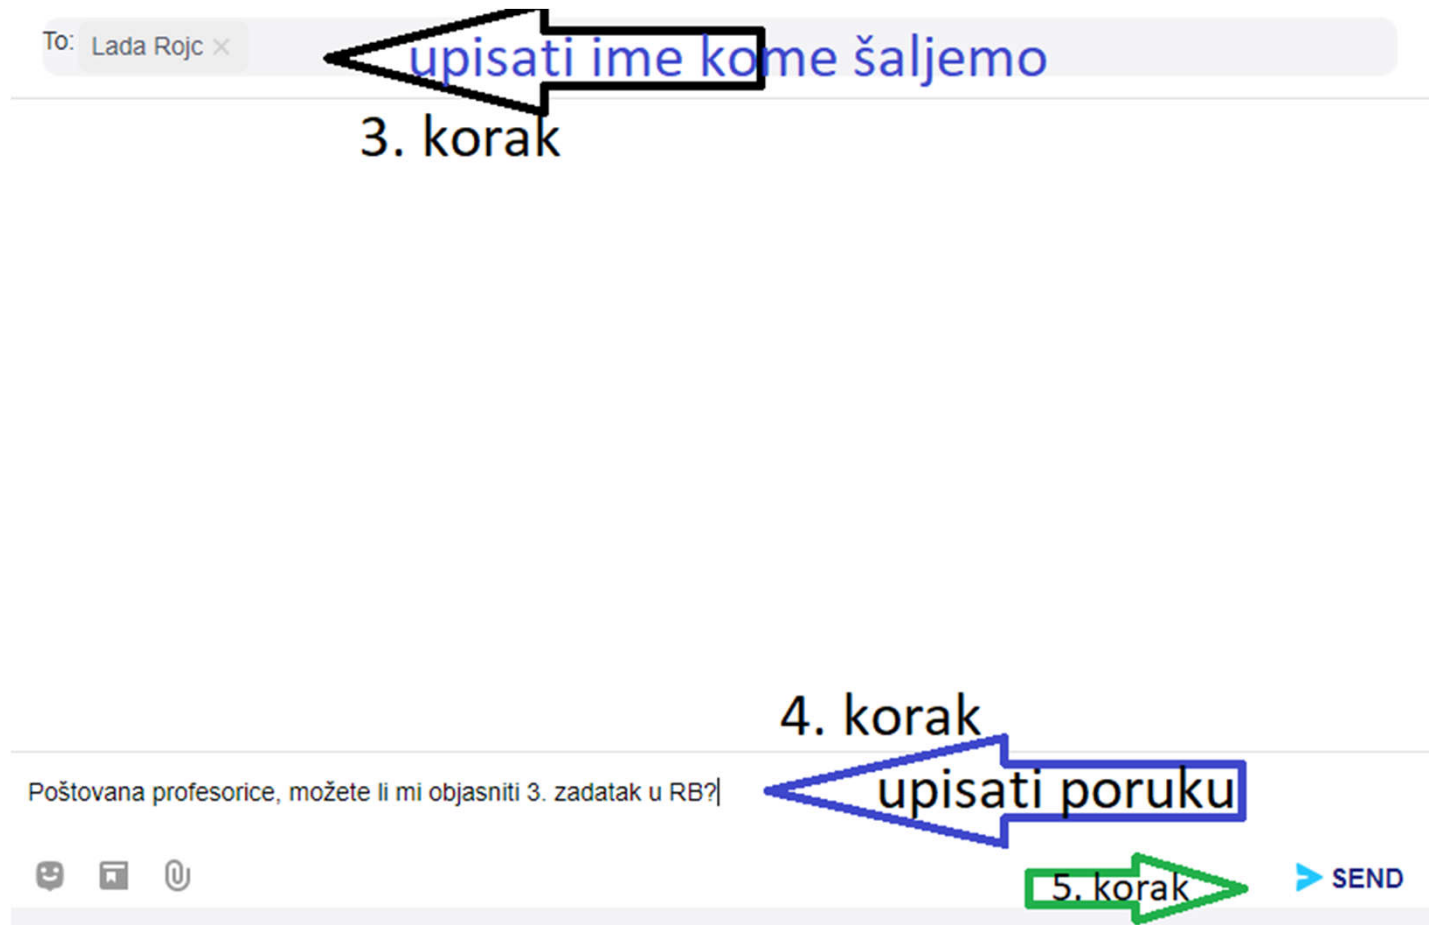 To: Lada Rojc ×
upisati ime kome šaljemo
3. korak
4. korak
Poštovana profesorice, možete li mi objasniti 3. zadatak u RB?
upisati poruku
5. korak
SEND